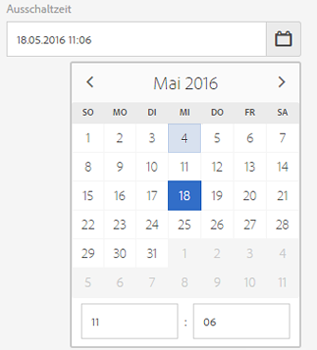 Ausschaltzeit
18.05.2016 11:06
Mai 2016
SO MO DI MI DO FR SA
1 2 3 4 5 6 7
8 9 10 11 12 13 14
15 16 17 18 19 20 21
22 23 24 25 26 27 28
29 30 31 1 2 3 4
5 6 7 8 9 10 11
11 : 06